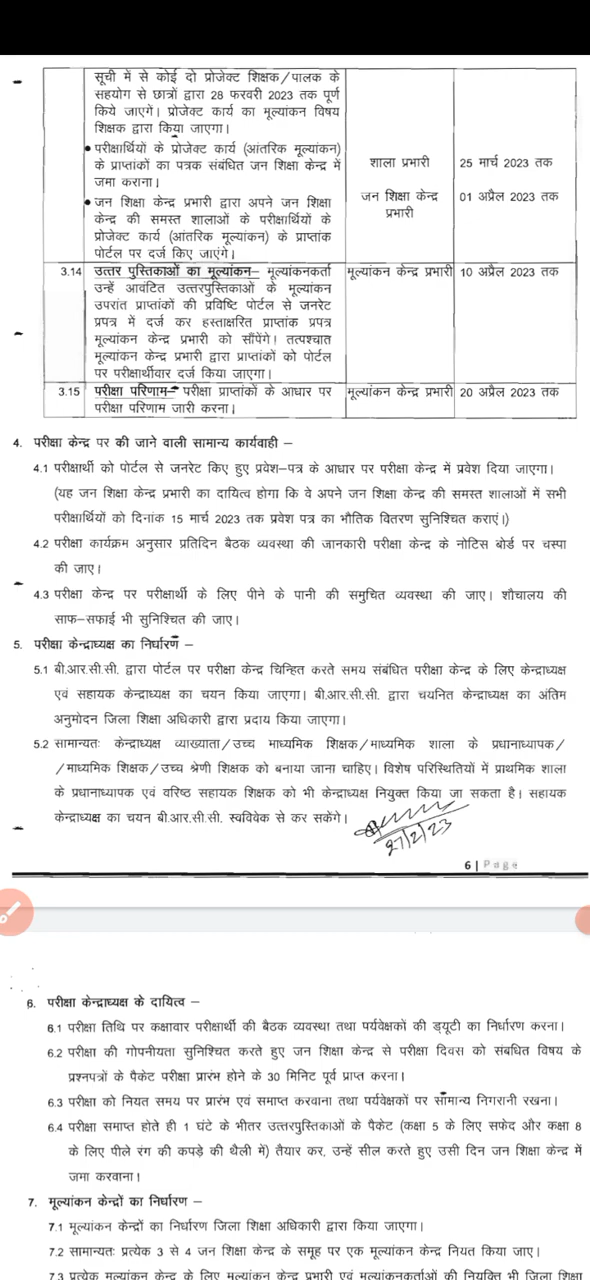 सूची में से कोई दो प्रोजेक्ट शिक्षक/पालक के
सहयोग से छात्रों द्वारा 28 फरवरी 2023 तक पूर्ण
किये जाएगें। प्रोजेक्ट कार्य का मूल्यांकन विषय
शिक्षक द्वारा किया जाएगा।
• परीक्षार्थियों के प्रोजेक्ट कार्य (आंतरिक मूल्यांकन)
के प्राप्तांकों का पत्रक संबंधित जन शिक्षा केन्द्र में
जमा कराना।
शाला प्रभारी
25 मार्च 2023 तक
• जन शिक्षा केन्द्र प्रभारी द्वारा अपने जन शिक्षा
केन्द्र की समस्त शालाओं के परीक्षार्थियों के
प्रोजेक्ट कार्य (आंतरिक मूल्यांकन) के प्राप्तांक
पोर्टल पर दर्ज किए जाएंगे।
जन शिक्षा केन्द्र
प्रभारी
01 अप्रैल 2023 तक
3.14 उत्तर पुस्तिकाओं का मूल्यांकन– मूल्यांकनकर्ता
उन्हें आवंटित उत्तरपुस्तिकाओं के मूल्यांकन
उपरांत प्राप्तांकों की प्रविष्टि पोर्टल से जनरेट
प्रपत्र में दर्ज कर हस्ताक्षरित प्राप्तांक प्रपत्र
मूल्यांकन केन्द्र प्रभारी को सौंपेंगे। तत्पश्चात
मूल्यांकन केन्द्र प्रभारी द्वारा प्राप्तांकों को पोर्टल
पर परीक्षार्थीवार दर्ज किया जाएगा।
मूल्यांकन केन्द्र प्रभारी
10 अप्रैल 2023 तक
3.15 परीक्षा परिणाम– परीक्षा प्राप्तांकों के आधार पर
परीक्षा परिणाम जारी करना।
मूल्यांकन केन्द्र प्रभारी
20 अप्रैल 2023 तक
4. परीक्षा केन्द्र पर की जाने वाली सामान्य कार्यवाही –
4.1 परीक्षार्थी को पोर्टल से जनरेट किए हुए प्रवेश–पत्र के आधार पर परीक्षा केन्द्र में प्रवेश दिया जाएगा।
(यह जन शिक्षा केन्द्र प्रभारी का दायित्व होगा कि वे अपने जन शिक्षा केन्द्र की समस्त शालाओं में सभी
परीक्षार्थियों को दिनांक 15 मार्च 2023 तक प्रवेश पत्र का भौतिक वितरण सुनिश्चित कराएं।)
4.2 परीक्षा कार्यक्रम अनुसार प्रतिदिन बैठक व्यवस्था की जानकारी परीक्षा केन्द्र के नोटिस बोर्ड पर चस्पा
की जाए।
4.3 परीक्षा केन्द्र पर परीक्षार्थी के लिए पीने के पानी की समुचित व्यवस्था की जाए। शौचालय की
साफ–सफाई भी सुनिश्चित की जाए।
5. परीक्षा केन्द्राध्यक्ष का निर्धारण –
5.1 बी.आर.सी.सी. द्वारा पोर्टल पर परीक्षा केन्द्र चिन्हित करते समय संबंधित परीक्षा केन्द्र के लिए केन्द्राध्यक्ष
एवं सहायक केन्द्राध्यक्ष का चयन किया जाएगा। बी.आर.सी.सी. द्वारा चयनित केन्द्राध्यक्ष का अंतिम
अनुमोदन जिला शिक्षा अधिकारी द्वारा प्रदाय किया जाएगा।
5.2 सामान्यतः केन्द्राध्यक्ष व्याख्याता/उच्च माध्यमिक शिक्षक/माध्यमिक शाला के प्रधानाध्यापक/
/माध्यमिक शिक्षक/उच्च श्रेणी शिक्षक को बनाया जाना चाहिए। विशेष परिस्थितियों में प्राथमिक शाला
के प्रधानाध्यापक एवं वरिष्ठ सहायक शिक्षक को भी केन्द्राध्यक्ष नियुक्त किया जा सकता है। सहायक
केन्द्राध्यक्ष का चयन बी.आर.सी.सी. स्वविवेक से कर सकेंगे।
27/2/23
6 | Page
6. परीक्षा केन्द्राध्यक्ष के दायित्व –
6.1 परीक्षा तिथि पर कक्षावार परीक्षार्थी की बैठक व्यवस्था तथा पर्यवेक्षकों की ड्यूटी का निर्धारण करना।
6.2 परीक्षा की गोपनीयता सुनिश्चित करते हुए जन शिक्षा केन्द्र से परीक्षा दिवस को संबधित विषय के
प्रश्नपत्रों के पैकेट परीक्षा प्रारंभ होने के 30 मिनिट पूर्व प्राप्त करना।
6.3 परीक्षा को नियत समय पर प्रारंभ एवं समाप्त करवाना तथा पर्यवेक्षकों पर सामान्य निगरानी रखना।
6.4 परीक्षा समाप्त होते ही 1 घंटे के भीतर उत्तरपुस्तिकाओं के पैकेट (कक्षा 5 के लिए सफेद और कक्षा 8
के लिए पीले रंग की कपड़े की थैली में) तैयार कर, उन्हें सील करते हुए उसी दिन जन शिक्षा केन्द्र में
जमा करवाना।
7. मूल्यांकन केन्द्रों का निर्धारण –
7.1 मूल्यांकन केन्द्रों का निर्धारण जिला शिक्षा अधिकारी द्वारा किया जाएगा।
7.2 सामान्यतः प्रत्येक 3 से 4 जन शिक्षा केन्द्र के समूह पर एक मूल्यांकन केन्द्र नियत किया जाए।
7.3 प्रत्येक मूल्यांकन केन्द्र के लिए मूल्यांकन केन्द्र प्रभारी एवं मूल्यांकनकर्ताओं की नियुक्ति भी जिला शिक्षा